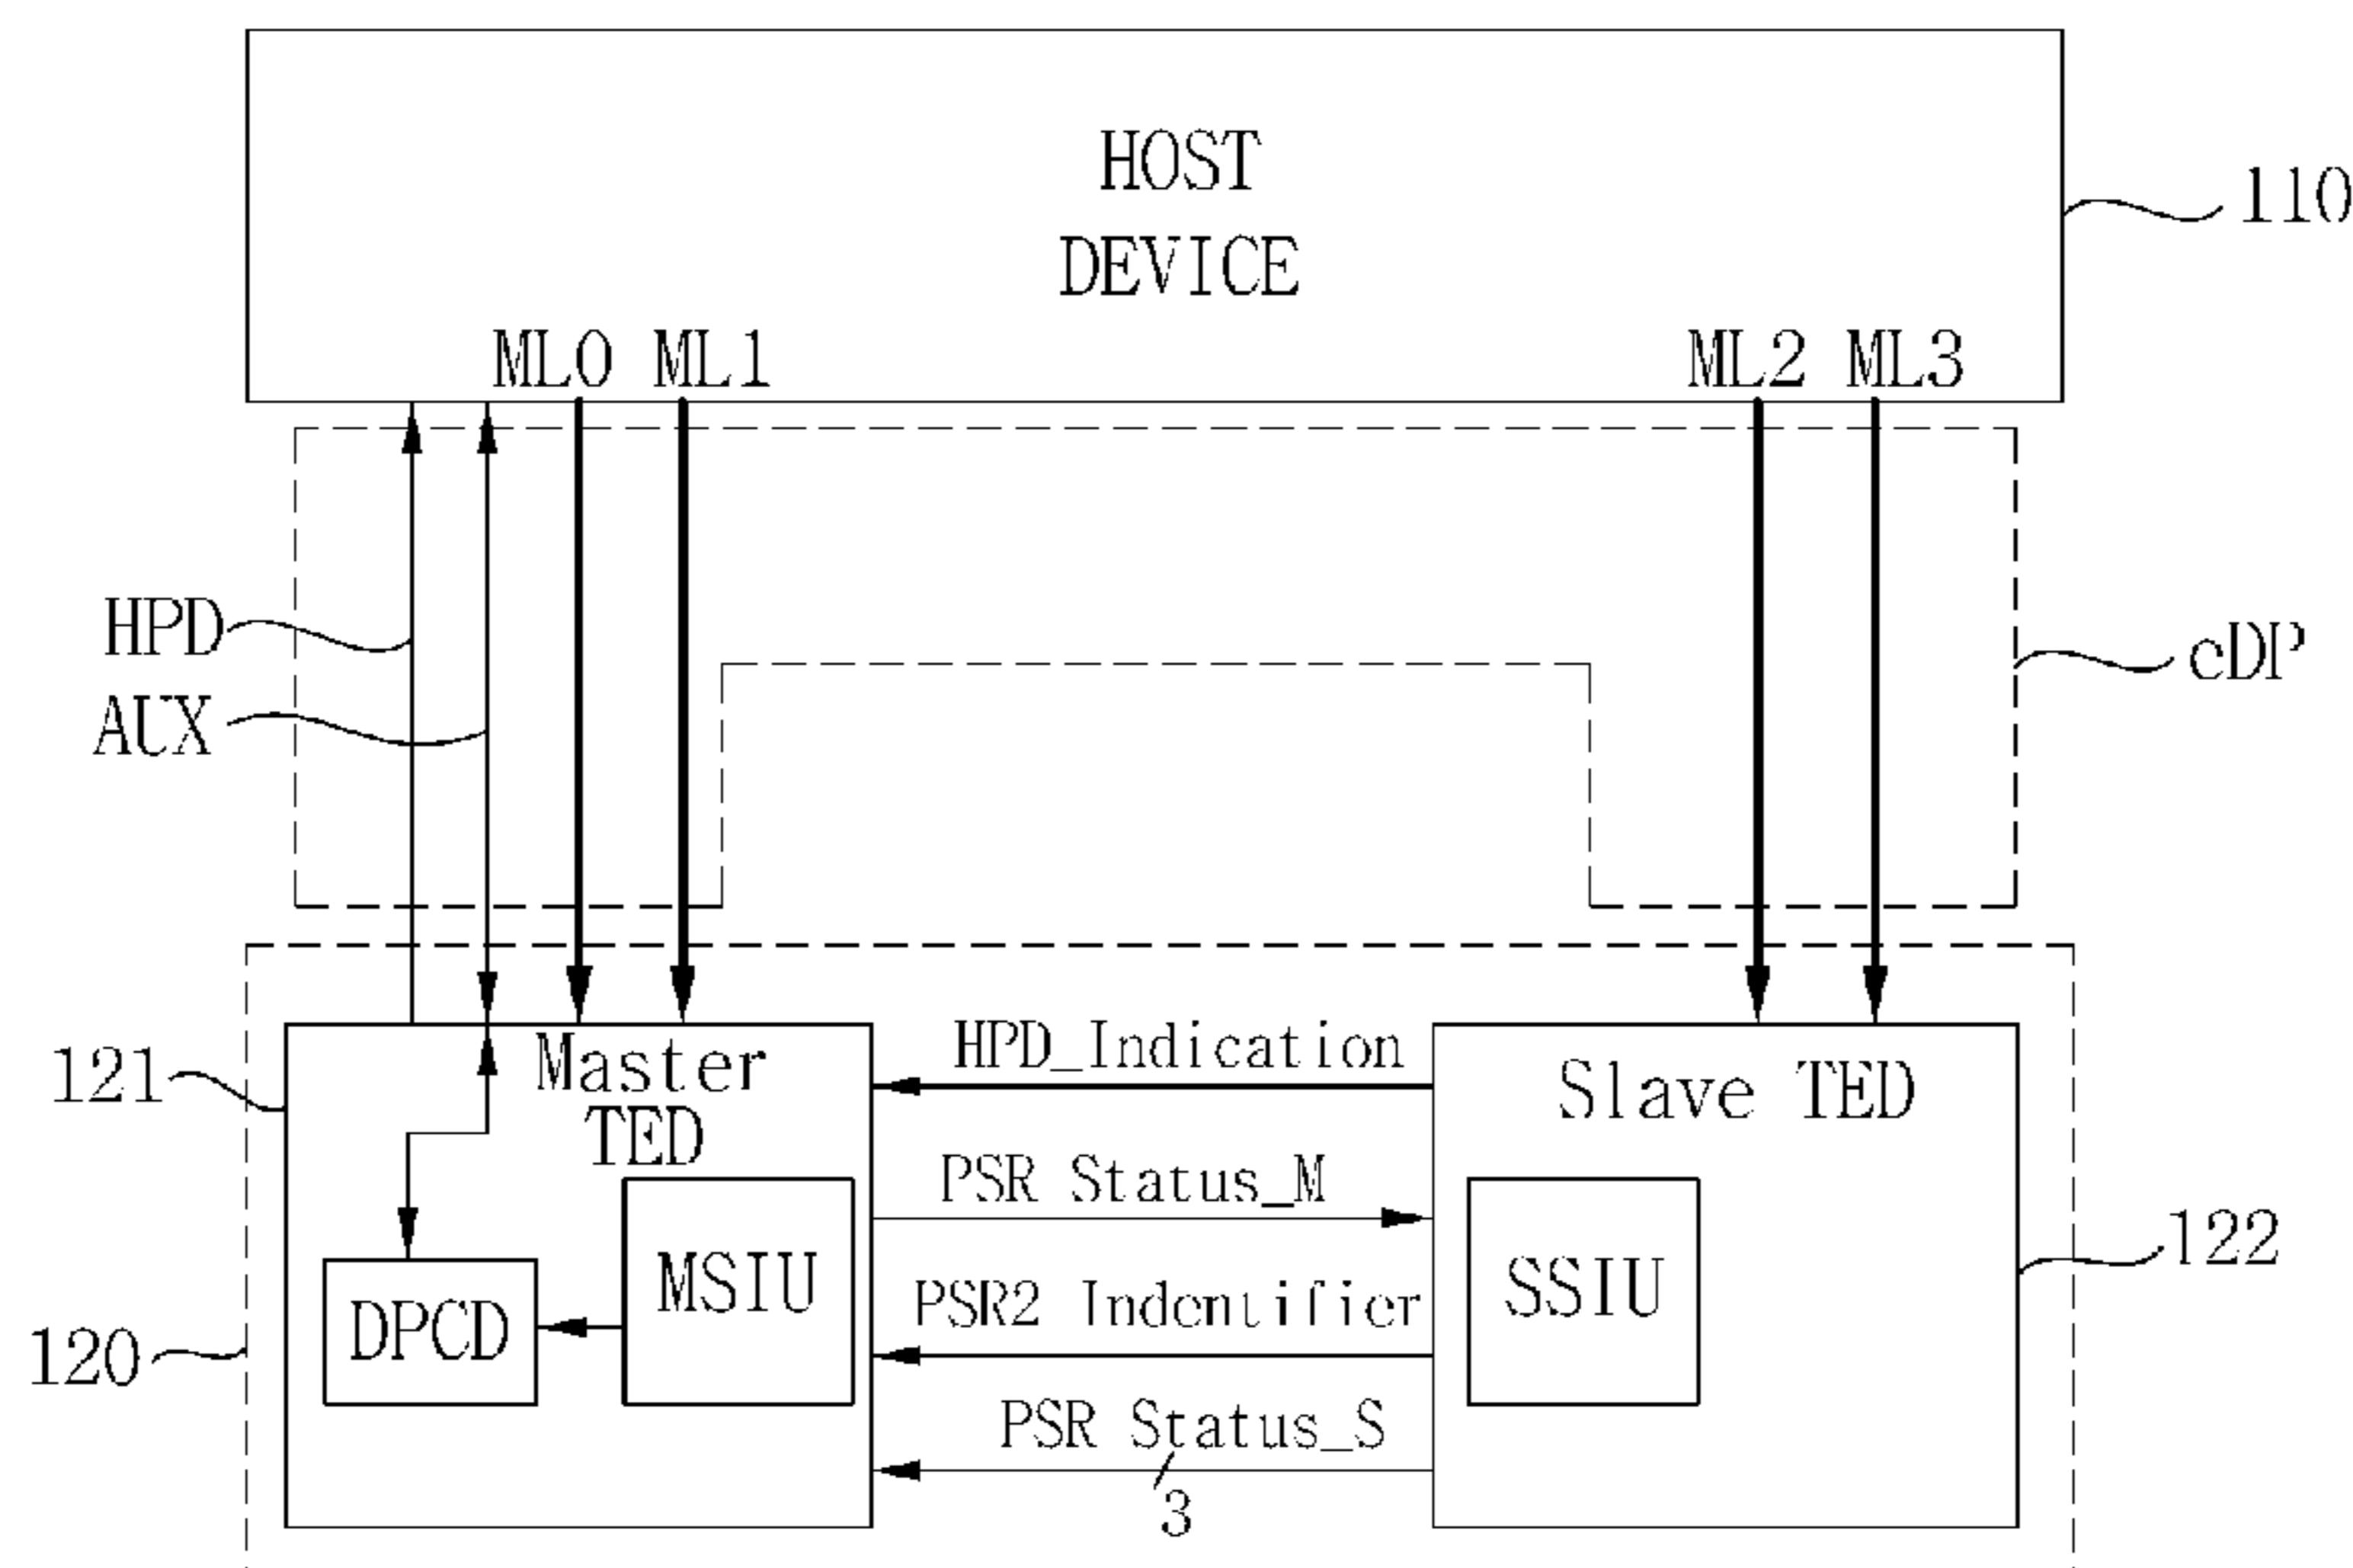 HOST
DEVICE
110
ML0 ML1 ML2 ML3
HPD
AUX
eDP
121
Master
TED
HPD_Indication
Slave TED
PSR Status_M
MSIU
SSIU
122
PSR2 Indentifier
DPCD
120
PSR Status_S
3